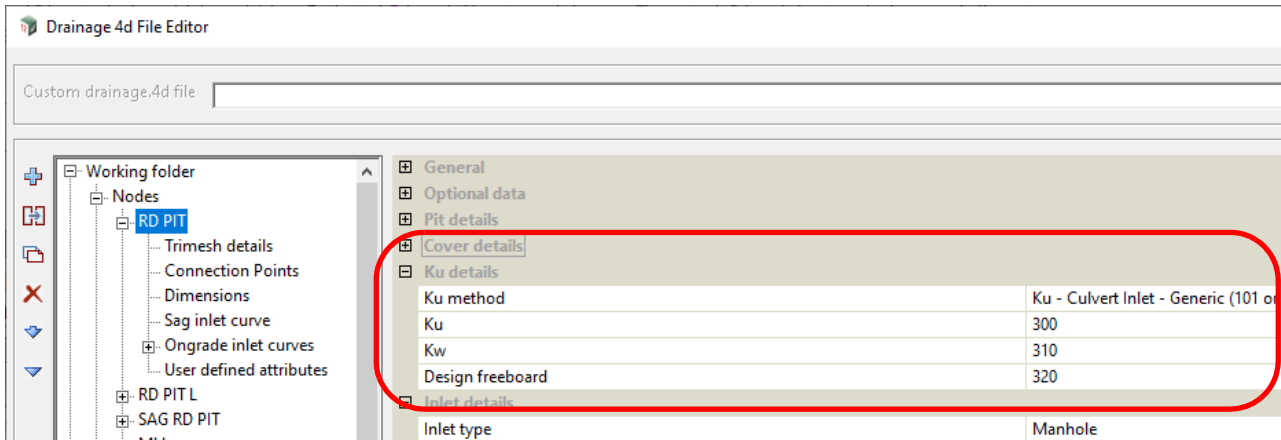 Drainage 4d File Editor
Custom drainage.4d file
Working folder
Nodes
RD PIT
Trimesh details
Connection Points
Dimensions
Sag inlet curve
Ongrade inlet curves
User defined attributes
RD PIT L
SAG RD PIT
General
Optional data
Pit details
Cover details
Ku details
Ku method Ku - Culvert Inlet - Generic (101 or
Ku 300
Kw 310
Design freeboard 320
Inlet details
Inlet type Manhole